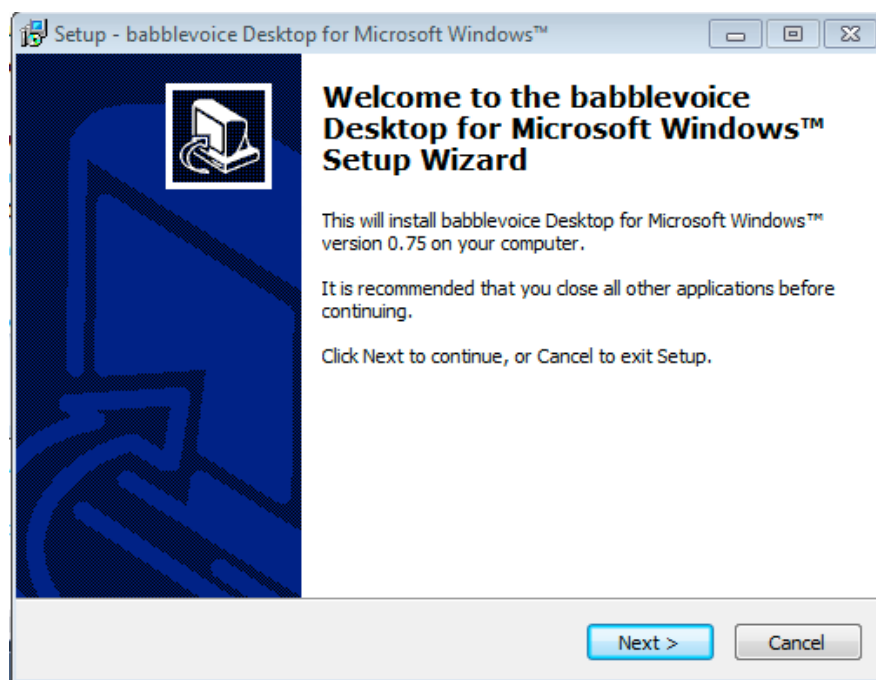 Setup - babblevoice Desktop for Microsoft Windows™
Welcome to the babblevoice
Desktop for Microsoft Windows™
Setup Wizard
This will install babblevoice Desktop for Microsoft Windows™
version 0.75 on your computer.
It is recommended that you close all other applications before
continuing.
Click Next to continue, or Cancel to exit Setup.
Next >
Cancel